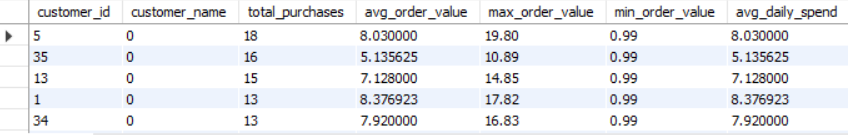 customer_id customer_name total_purchases avg_order_value max_order_value min_order_value avg_daily_spend
5 0 18 8.030000 19.80 0.99 8.030000
35 0 16 5.135625 10.89 0.99 5.135625
13 0 15 7.128000 14.85 0.99 7.128000
1 0 13 8.376923 17.82 0.99 8.376923
34 0 13 7.920000 16.83 0.99 7.920000